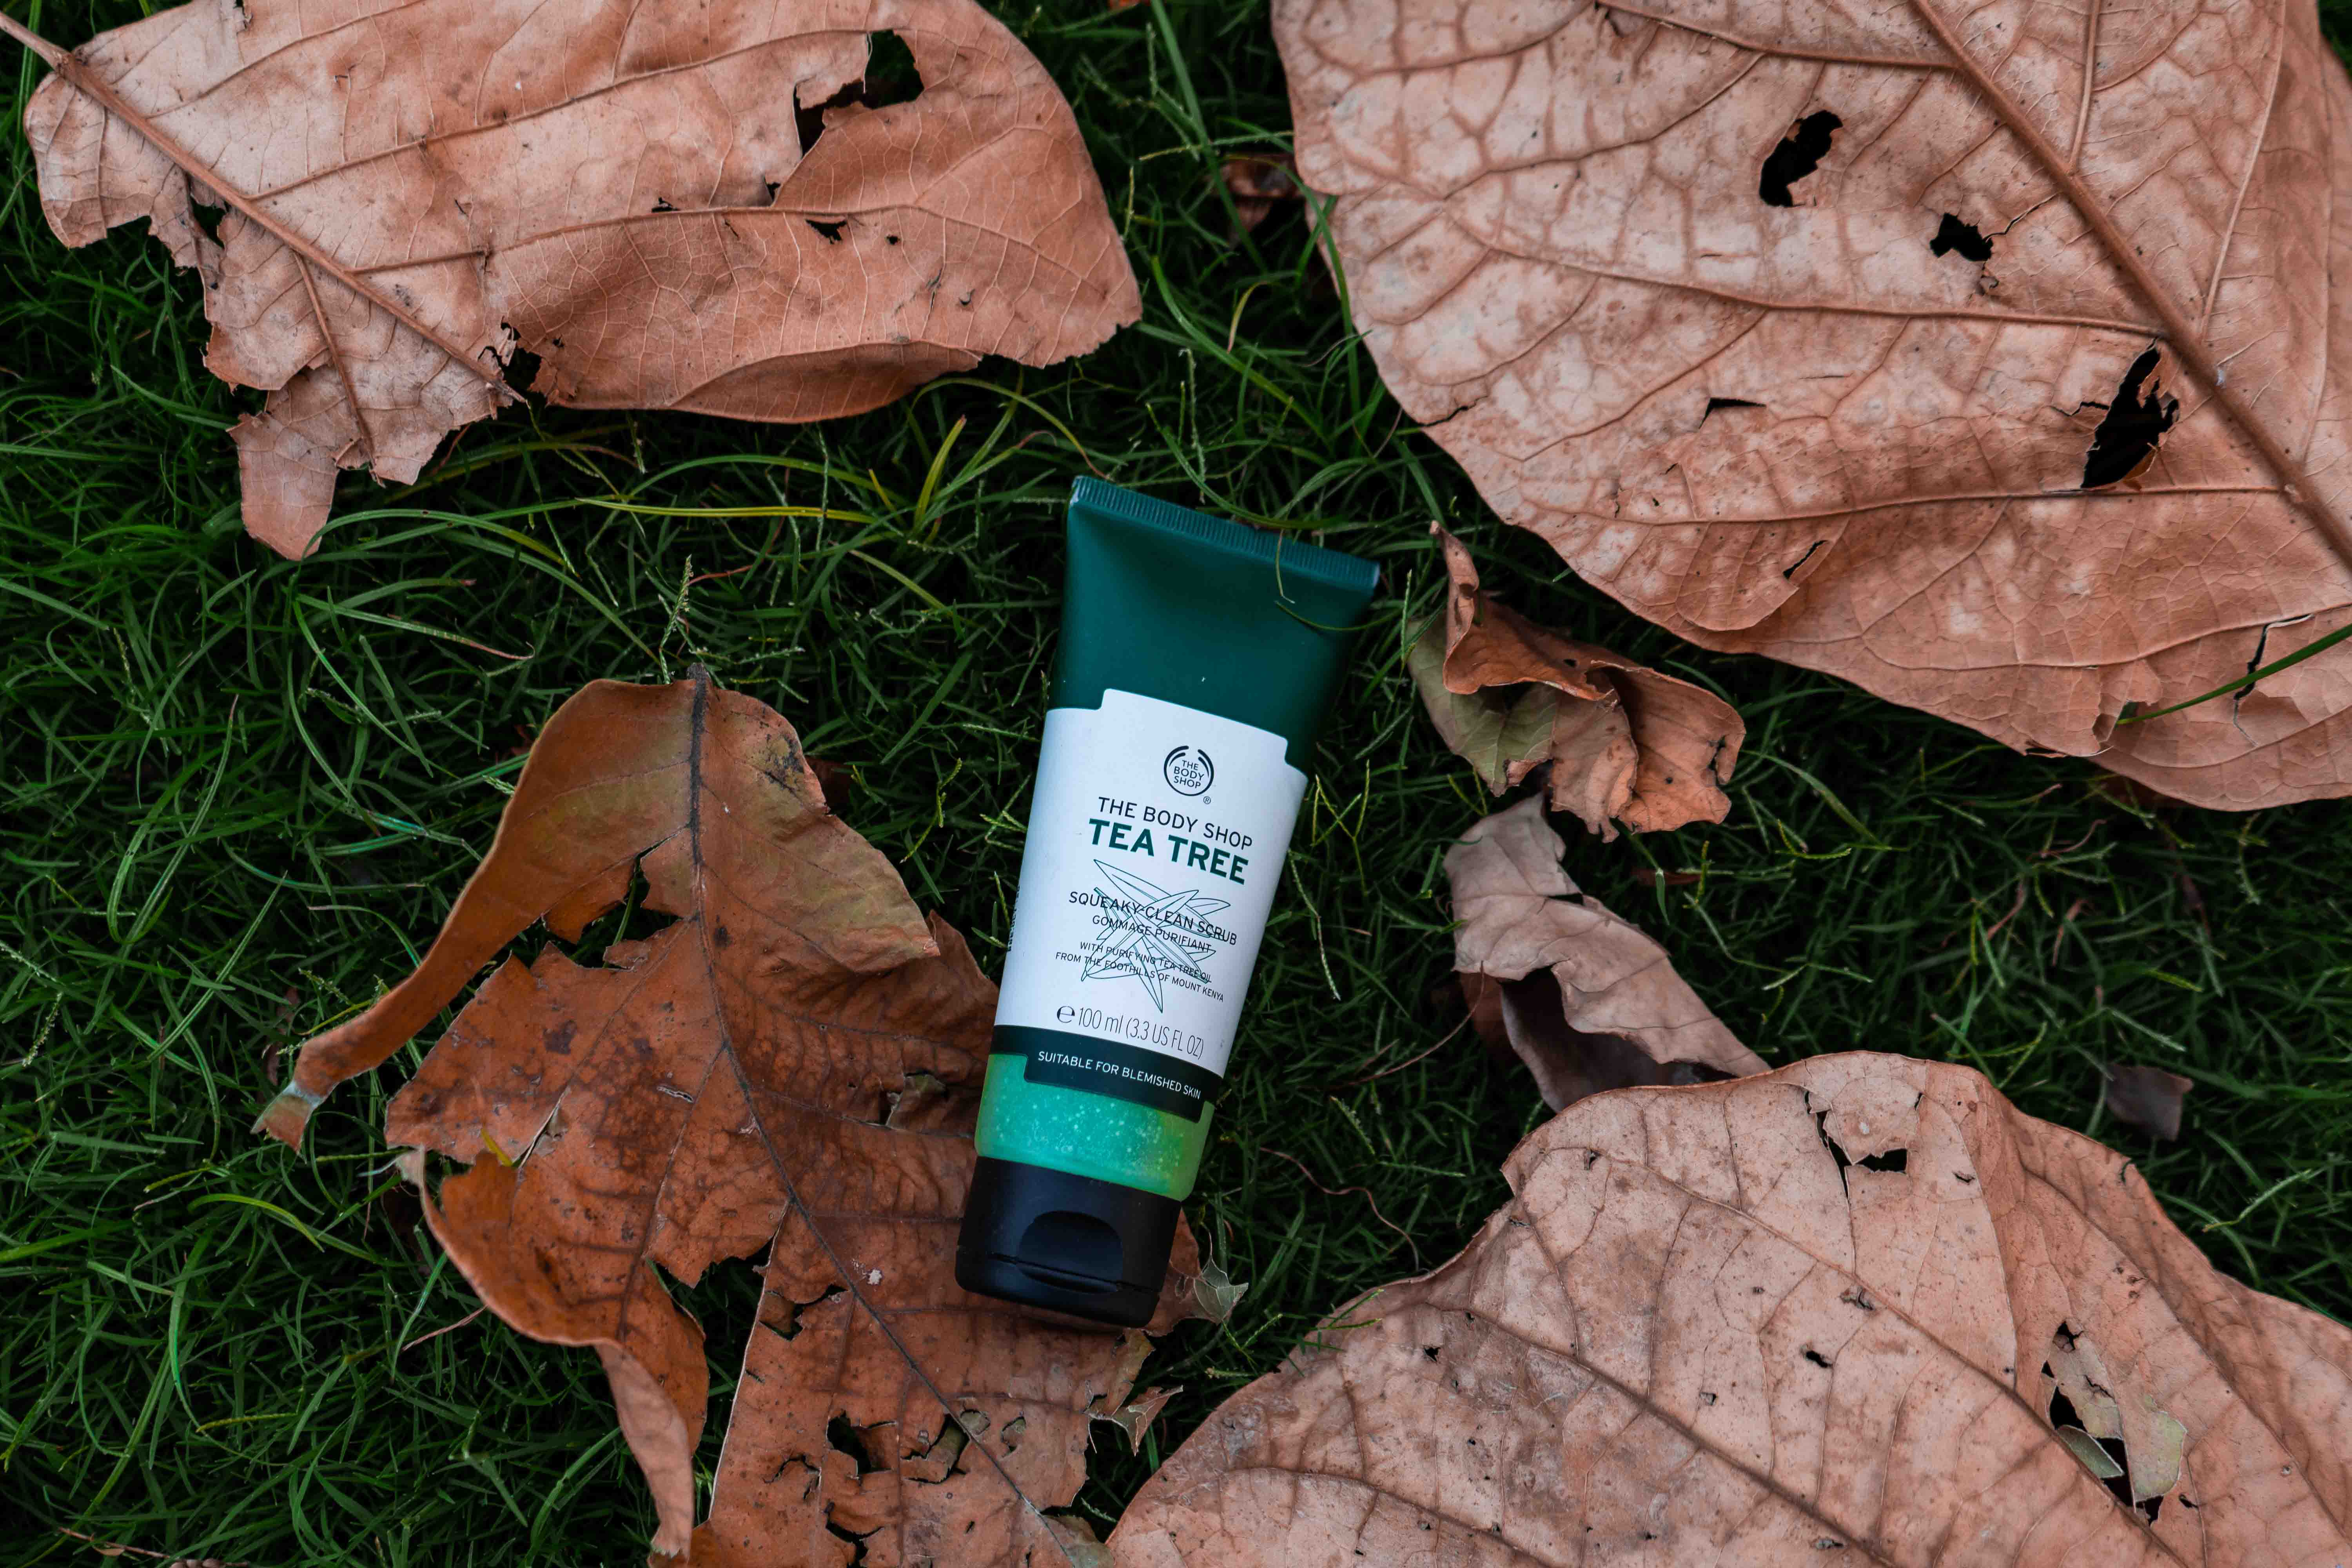 THE
BODY
SHOP
®
THE BODY SHOP
TEA TREE
SQUEAKY-CLEAN SCRUB
GOMMAGE PURIFIANT
WITH PURIFYING TEA TREE OIL
FROM THE FOOTHILLS OF MOUNT KENYA
℮ 100 ml (3.3 US FL OZ)
SUITABLE FOR BLEMISHED SKIN